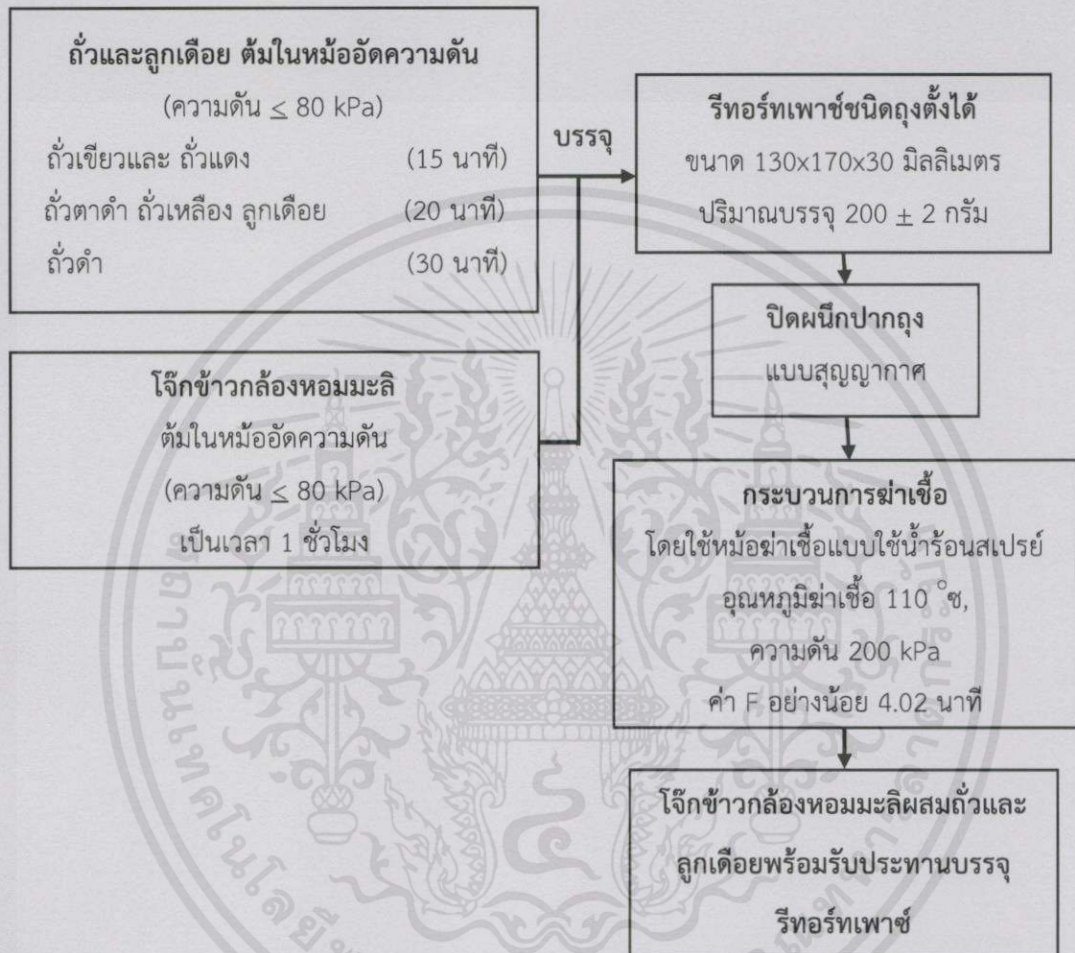 ถั่วและลูกเดือย ต้มในหม้ออัดความดัน
(ความดัน ≤ 80 kPa)
ถั่วเขียวและ ถั่วแดง (15 นาที)
ถั่วตาดำ ถั่วเหลือง ลูกเดือย (20 นาที)
ถั่วดำ (30 นาที)
โจ๊กข้าวกล้องหอมมะลิ
ต้มในหม้ออัดความดัน
(ความดัน ≤ 80 kPa)
เป็นเวลา 1 ชั่วโมง
บรรจุ
รีทอร์ทเพาช์ชนิดถุงตั้งได้
ขนาด 130x170x30 มิลลิเมตร
ปริมาณบรรจุ 200 ± 2 กรัม
ปิดผนึกปากถุง
แบบสุญญากาศ
กระบวนการฆ่าเชื้อ
โดยใช้หม้อฆ่าเชื้อแบบใช้น้ำร้อนสเปรย์
อุณหภูมิฆ่าเชื้อ 110 °ซ,
ความดัน 200 kPa
ค่า F อย่างน้อย 4.02 นาที
โจ๊กข้าวกล้องหอมมะลิผสมถั่วและ
ลูกเดือยพร้อมรับประทานบรรจุ
รีทอร์ทเพาช์